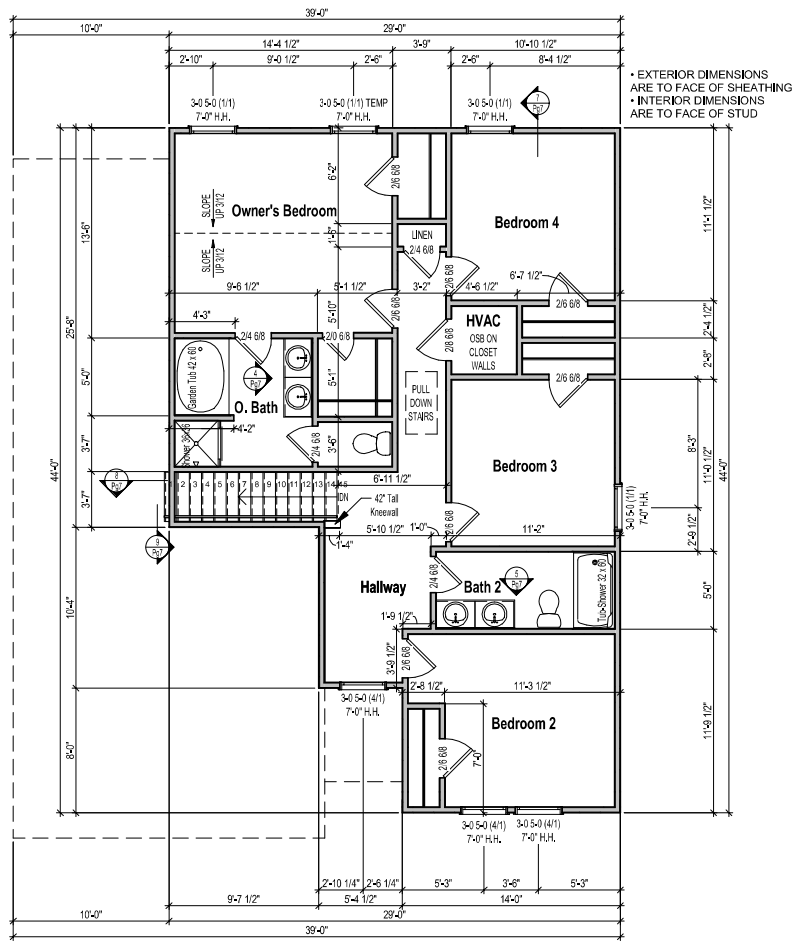 39'-0"
10'-0" 29'-0"
14'-4 1/2" 3'-9" 10'-10 1/2"
2'-10" 9'-0 1/2" 2'-6" 2'-6" 8'-4 1/2"
• EXTERIOR DIMENSIONS
ARE TO FACE OF SHEATHING
• INTERIOR DIMENSIONS
ARE TO FACE OF STUD
3-0 5-0 (1/1)
7'-0" H.H.
3-0 5-0 (1/1) TEMP
7'-0" H.H.
3-0 5-0 (1/1)
7'-0" H.H.
7
Pg7
6'-2"
2/6 6/8
SLOPE
UP 3/12
Owner's Bedroom
Bedroom 4
11'-1 1/2"
13'-6"
1'-6"
LINEN
2/4 6/8
SLOPE
UP 3/12
2/6 6/8
6'-7 1/2"
9'-6 1/2" 5'-1 1/2" 3'-2" 4'-6 1/2"
2/6 6/8
5'-10"
2/6 6/8
4'-3"
HVAC
OSB ON
CLOSET
WALLS
2/8 6/8
2'-4 1/2"
25'-8"
2/4 6/8
2/0 6/8
2'-8"
Garden Tub 42 x 60
4
Pg7
5'-1"
5'-0"
2/6 6/8
PULL
DOWN
STAIRS
O. Bath
4'-2"
Shower 36x36
2/4 6/8
3'-6"
3'-7"
Bedroom 3
8'-3"
11'-0 1/2"
44'-0"
44'-0"
8
Pg7
6'-11 1/2"
1 2 3 4 5 6 7 8 9 10 11 12 13 14 15
DN
3'-7"
42" Tall
Kneewall
3-0 5-0 (1/1)
7'-0" H.H.
5'-10 1/2"
1'-0"
2/6 6/8
11'-2"
2'-9 1/2"
9
Pg7
1'-4"
Hallway
2/4 6/8
Bath 2
5
Pg7
Tub-Shower 32 x 60
5'-0"
10'-4"
1'-9 1/2"
3'-9 1/2"
2/6 6/8
2'-8 1/2" 11'-3 1/2"
3-0 5-0 (4/1)
7'-0" H.H.
Bedroom 2
11'-9 1/2"
2/6 6/8
7'-0"
8'-0"
3-0 5-0 (4/1)
7'-0" H.H.
3-0 5-0 (4/1)
7'-0" H.H.
2'-10 1/4" 2'-6 1/4" 5'-3" 3'-6" 5'-3"
9'-7 1/2" 5'-4 1/2" 14'-0"
10'-0" 29'-0"
39'-0"